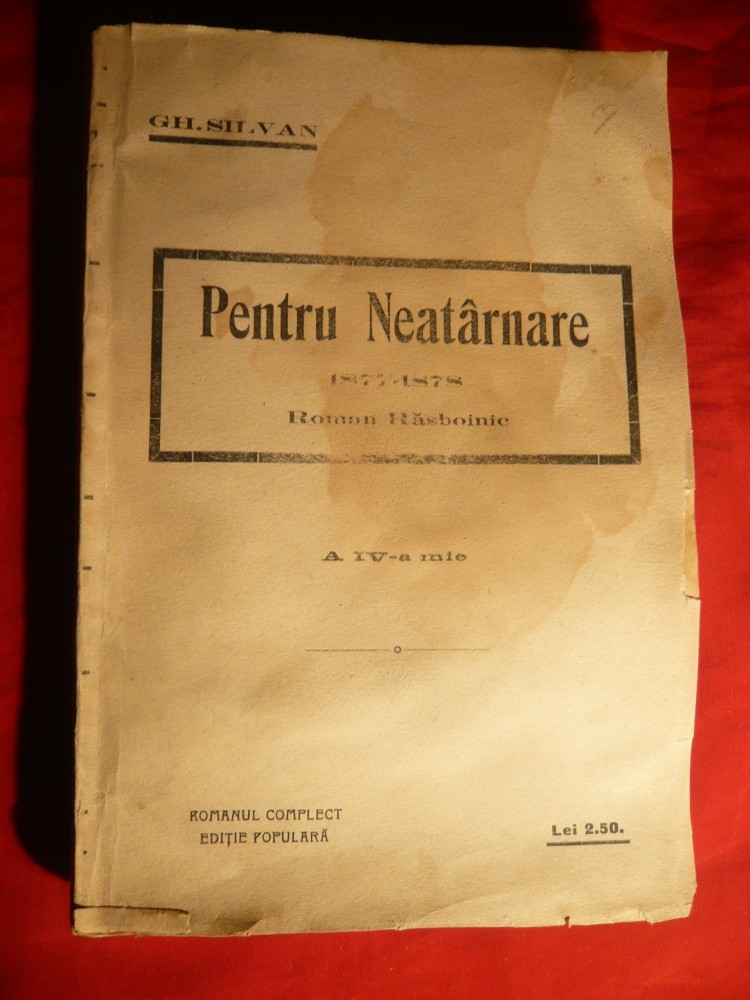 GH. SILVAN
Pentru Neatârnare
1877-1878
Roman Răsboinic
A IV-a mie
ROMANUL COMPLECT
EDIȚIE POPULARĂ
Lei 2.50.